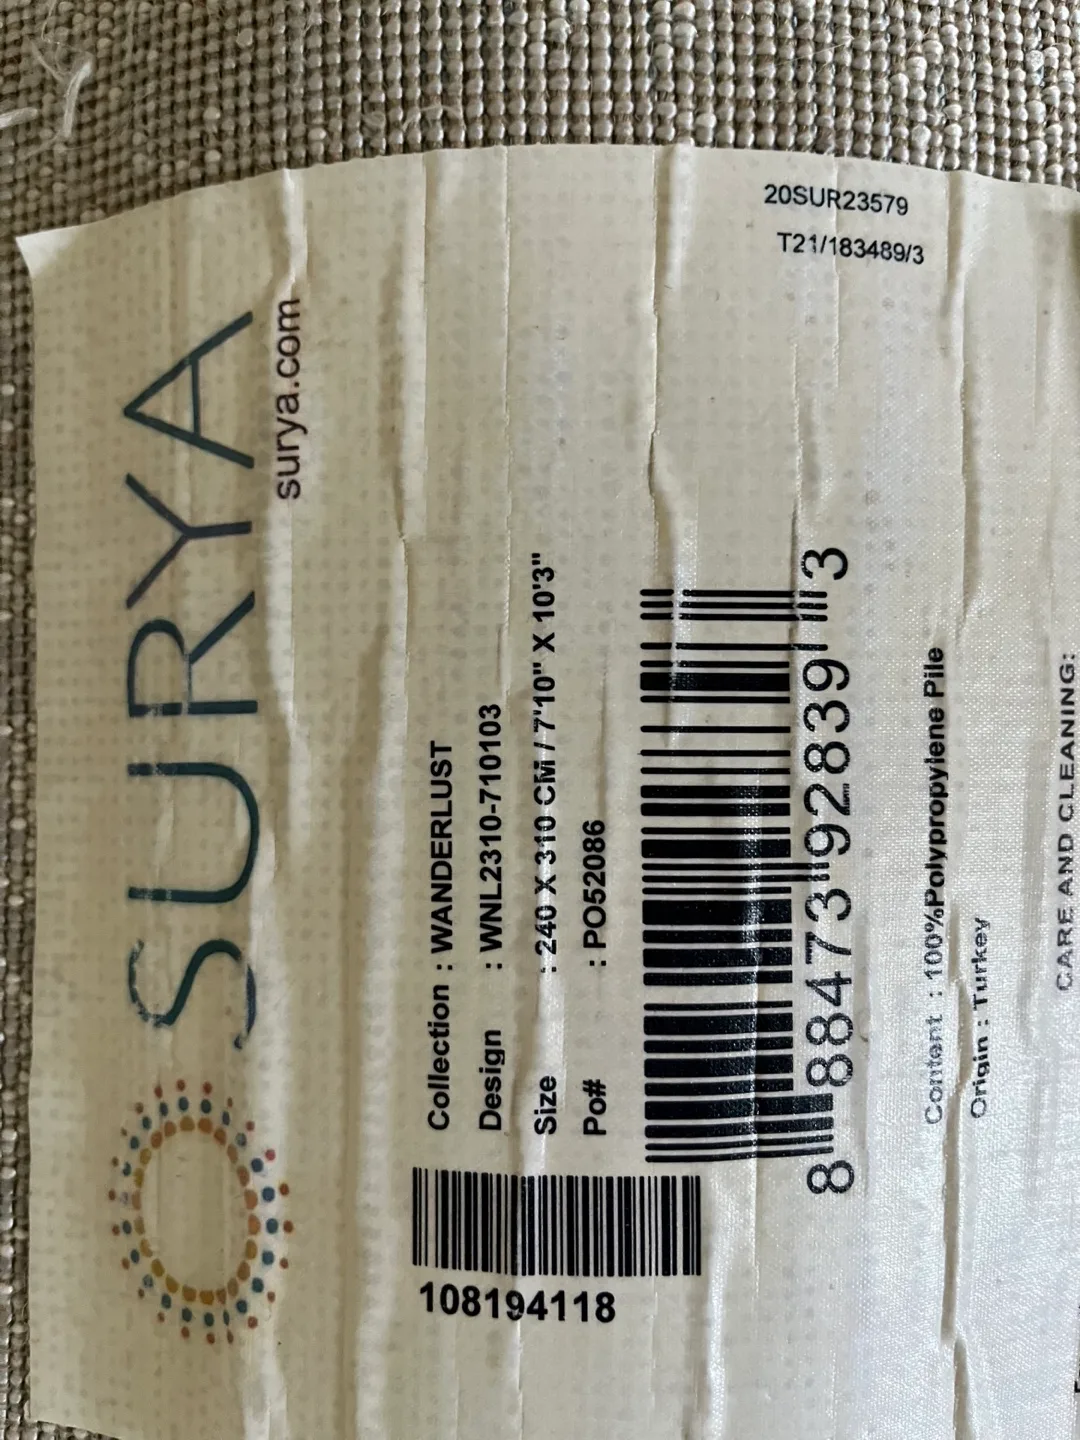 SURYA
surya.com
20SUR23579
T21/183489/3
Collection : WANDERLUST
Design : WNL2310-710103
Size : 240 X 310 CM / 7'10" X 10'3"
Po# : PO52086
108194118
8 88473 92839 3
Content : 100%Polypropylene Pile
Origin : Turkey
CARE AND CLEANING: